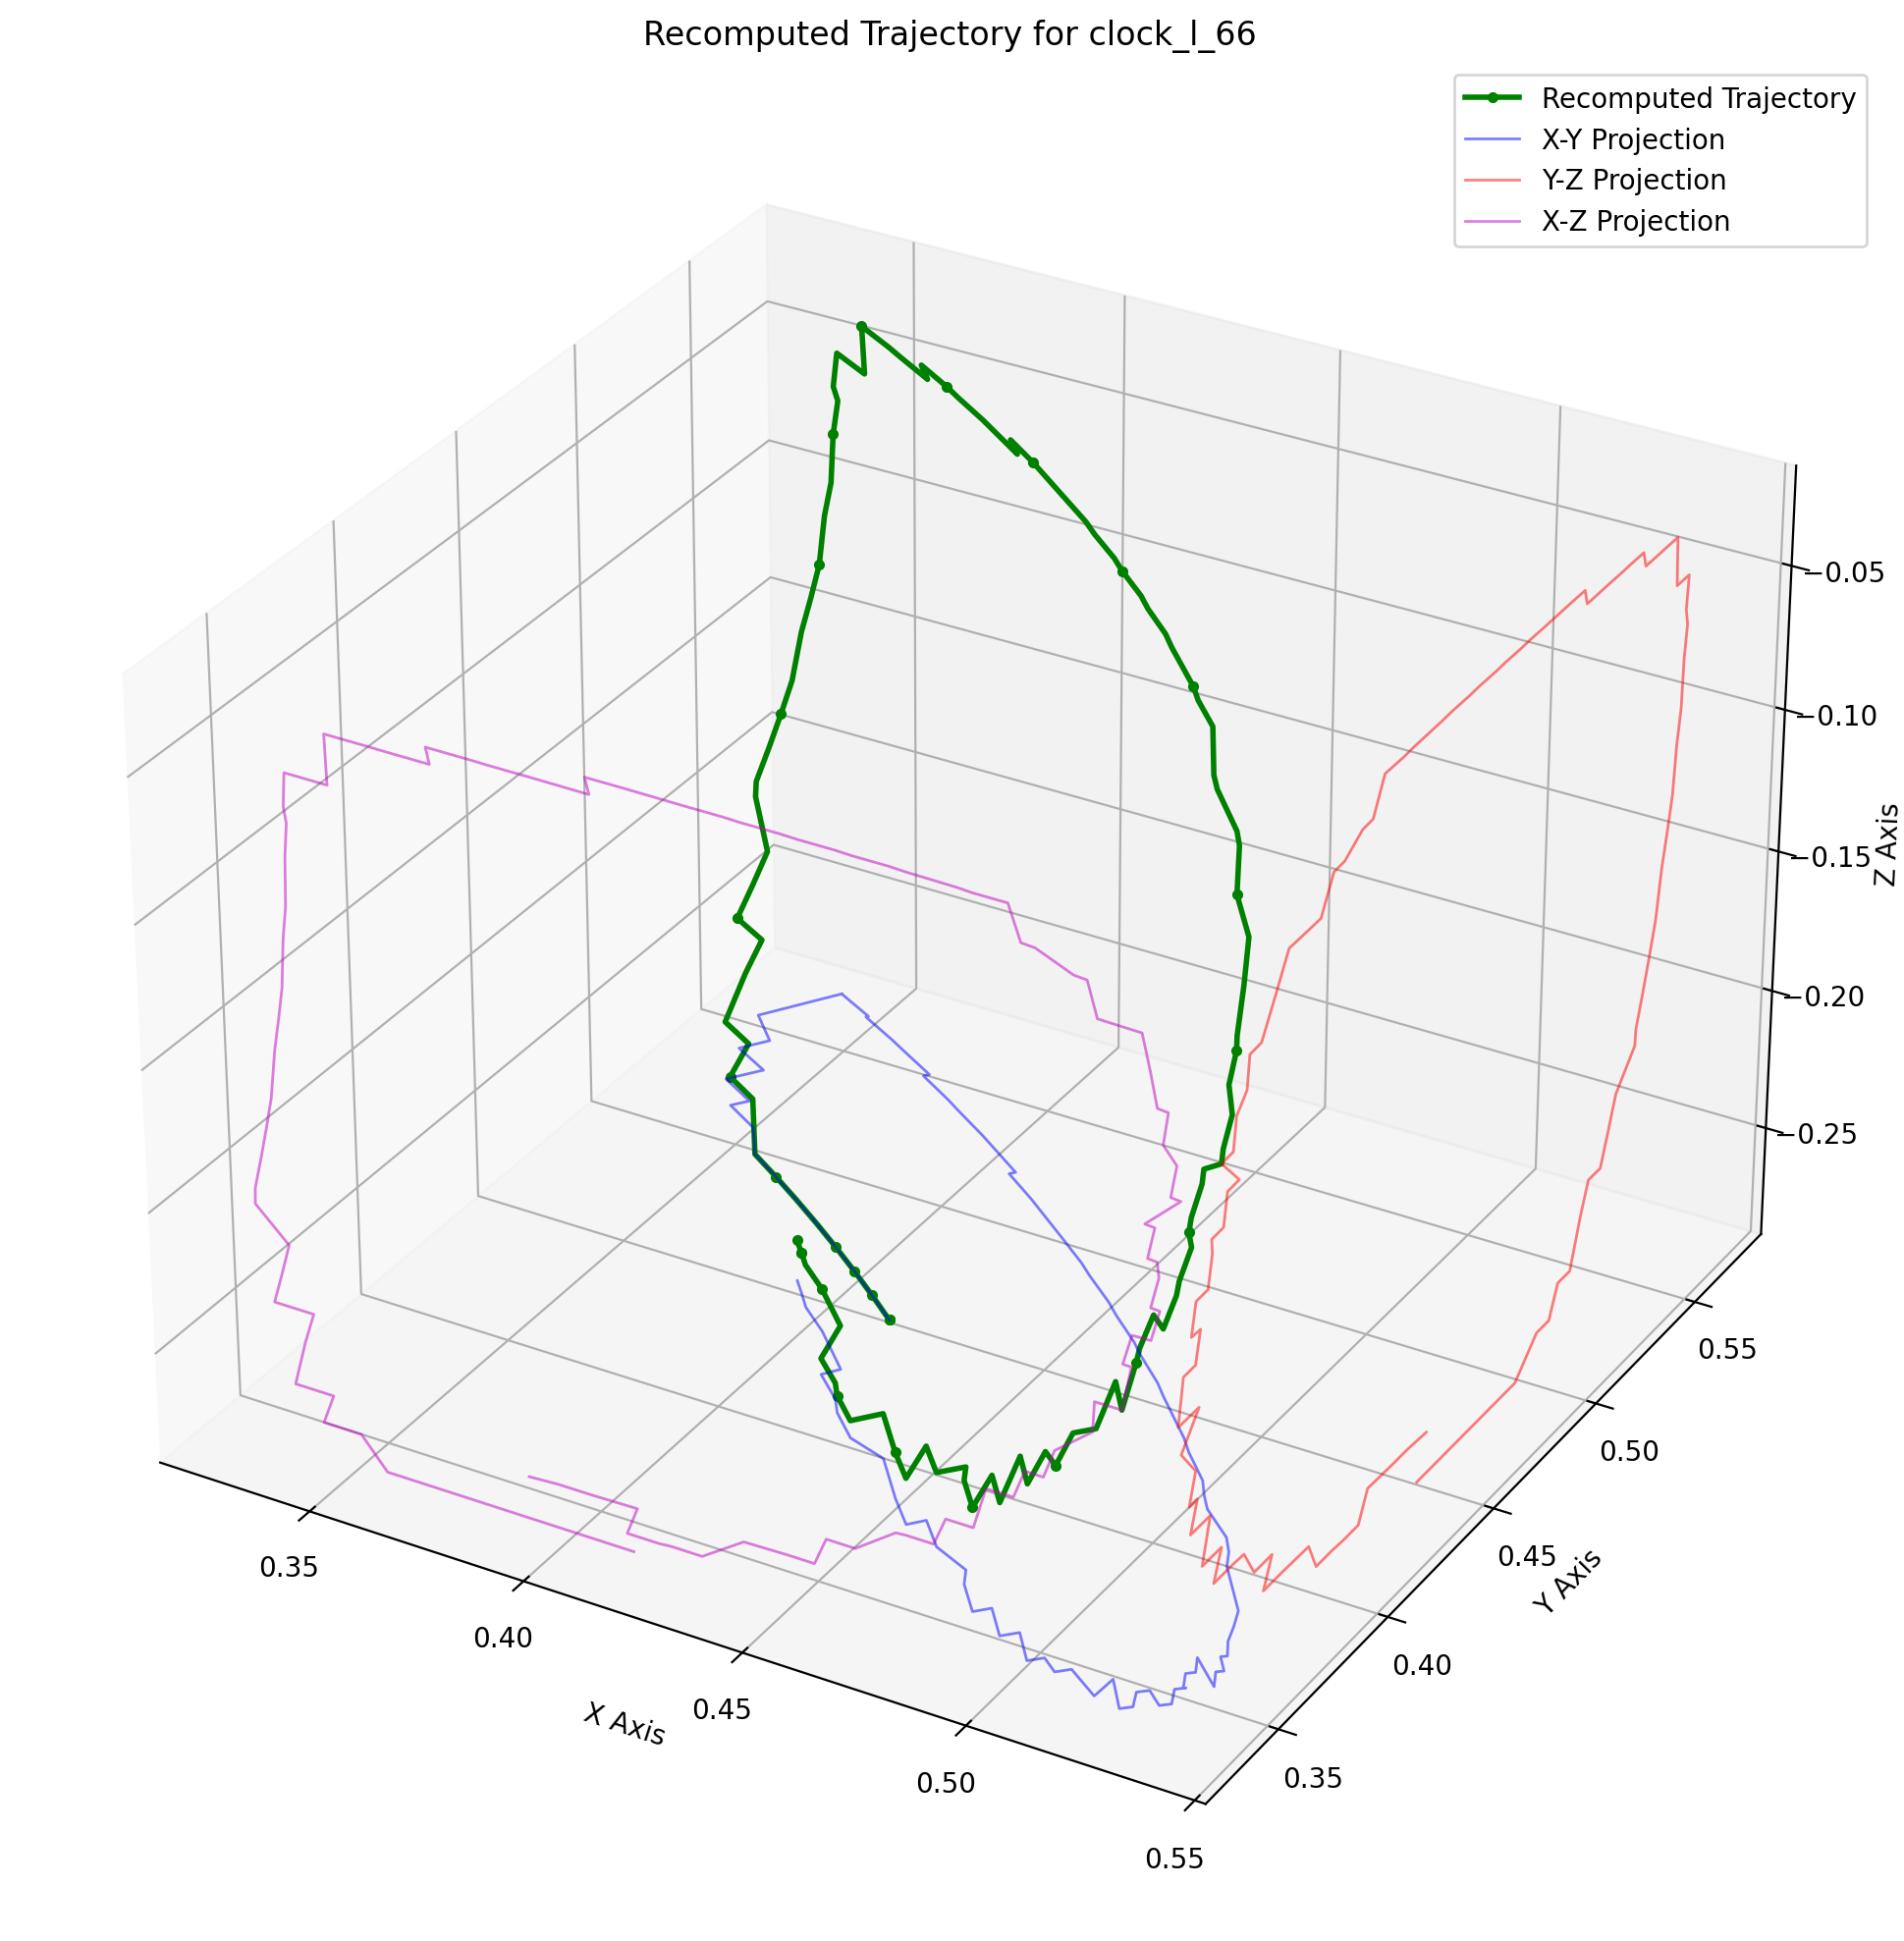 Recomputed Trajectory for clock_l_66
Recomputed Trajectory
X-Y Projection
Y-Z Projection
X-Z Projection
−0.05
−0.10
−0.15
−0.20
−0.25
Z Axis
0.55
0.50
0.45
0.40
0.35
Y Axis
0.35
0.40
0.45
0.50
0.55
X Axis